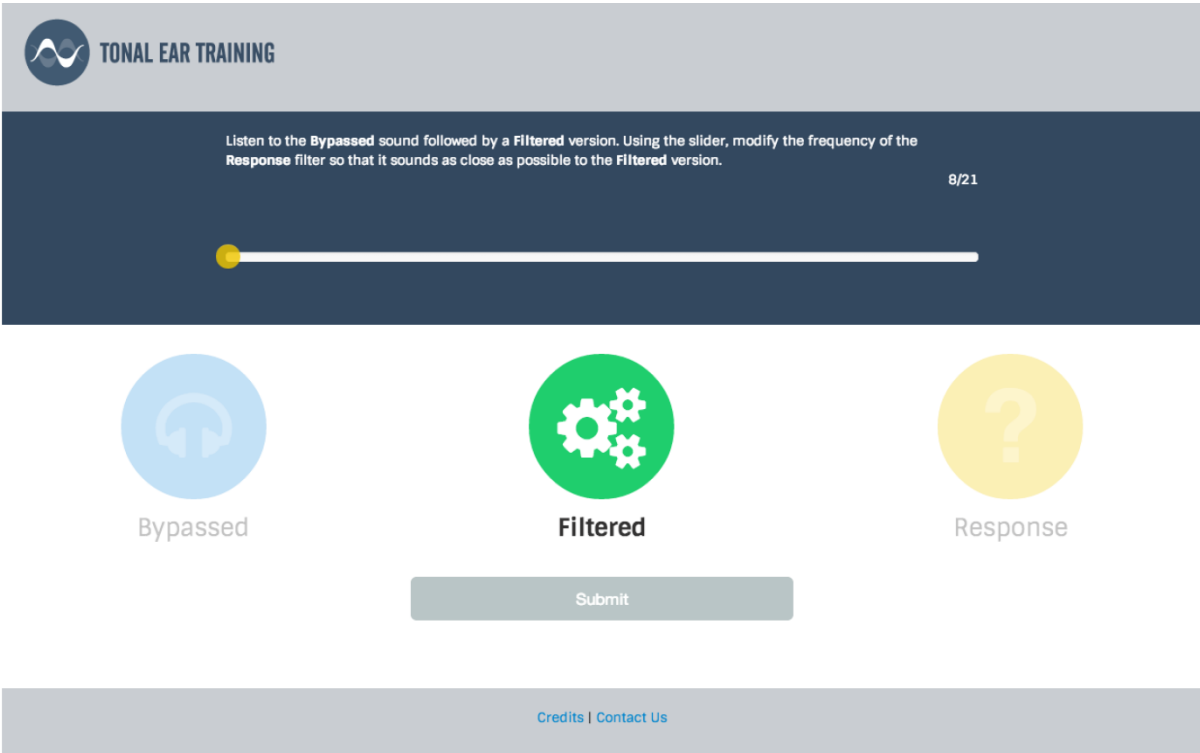 TONAL EAR TRAINING
Listen to the Bypassed sound followed by a Filtered version. Using the slider, modify the frequency of the
Response filter so that it sounds as close as possible to the Filtered version.
8/21
?
Bypassed
Filtered
Response
Submit
Credits | Contact Us